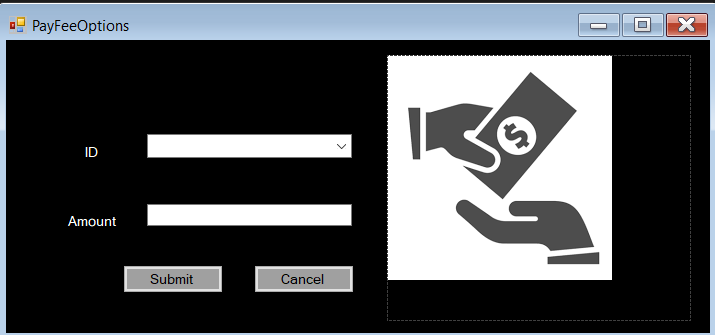 PayFeeOptions
ID
Amount
Submit
Cancel
$